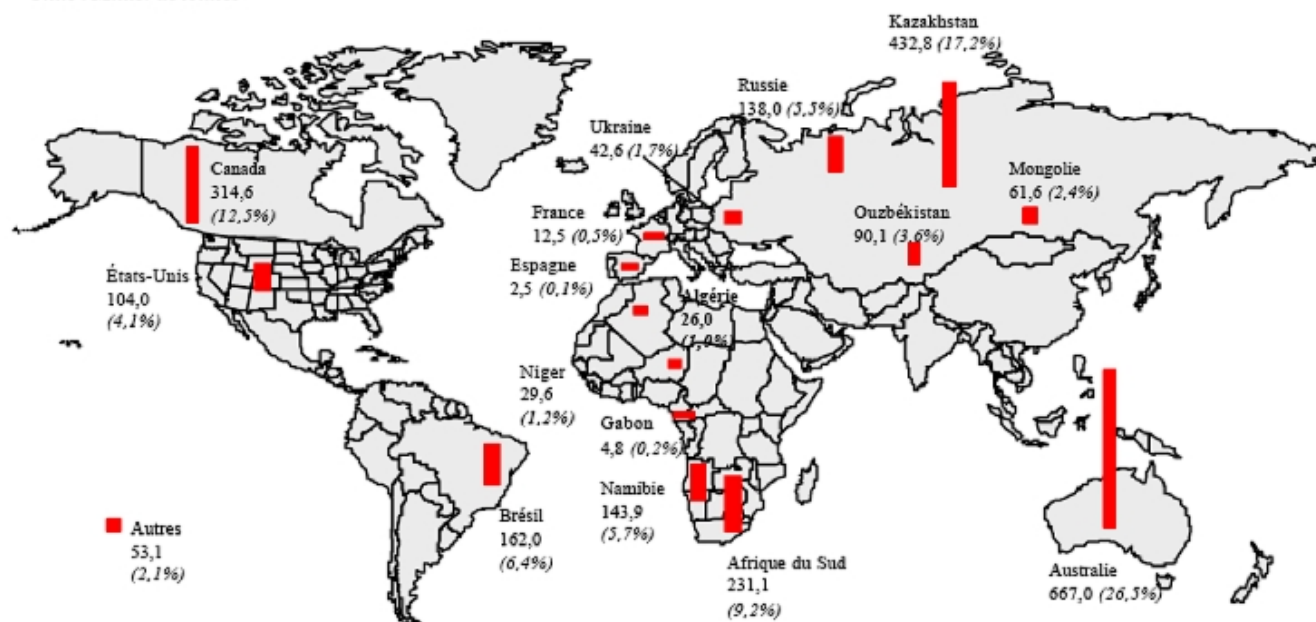 Kazakhstan
432,8 (17,2%)
Russie
138,0 (5,5%)
Ukraine
42,6 (1,7%)
Canada
314,6
(12,5%)
Mongolie
61,6 (2,4%)
France
12,5 (0,5%)
Ouzbékistan
90,1 (3,6%)
Espagne
2,5 (0,1%)
États-Unis
104,0
(4,1%)
Algérie
26,0
(1,0%)
Niger
29,6
(1,2%)
Gabon
4,8 (0,2%)
Namibie
143,9
(5,7%)
Brésil
162,0
(6,4%)
Autres
53,1
(2,1%)
Afrique du Sud
231,1
(9,2%)
Australie
667,0 (26,5%)